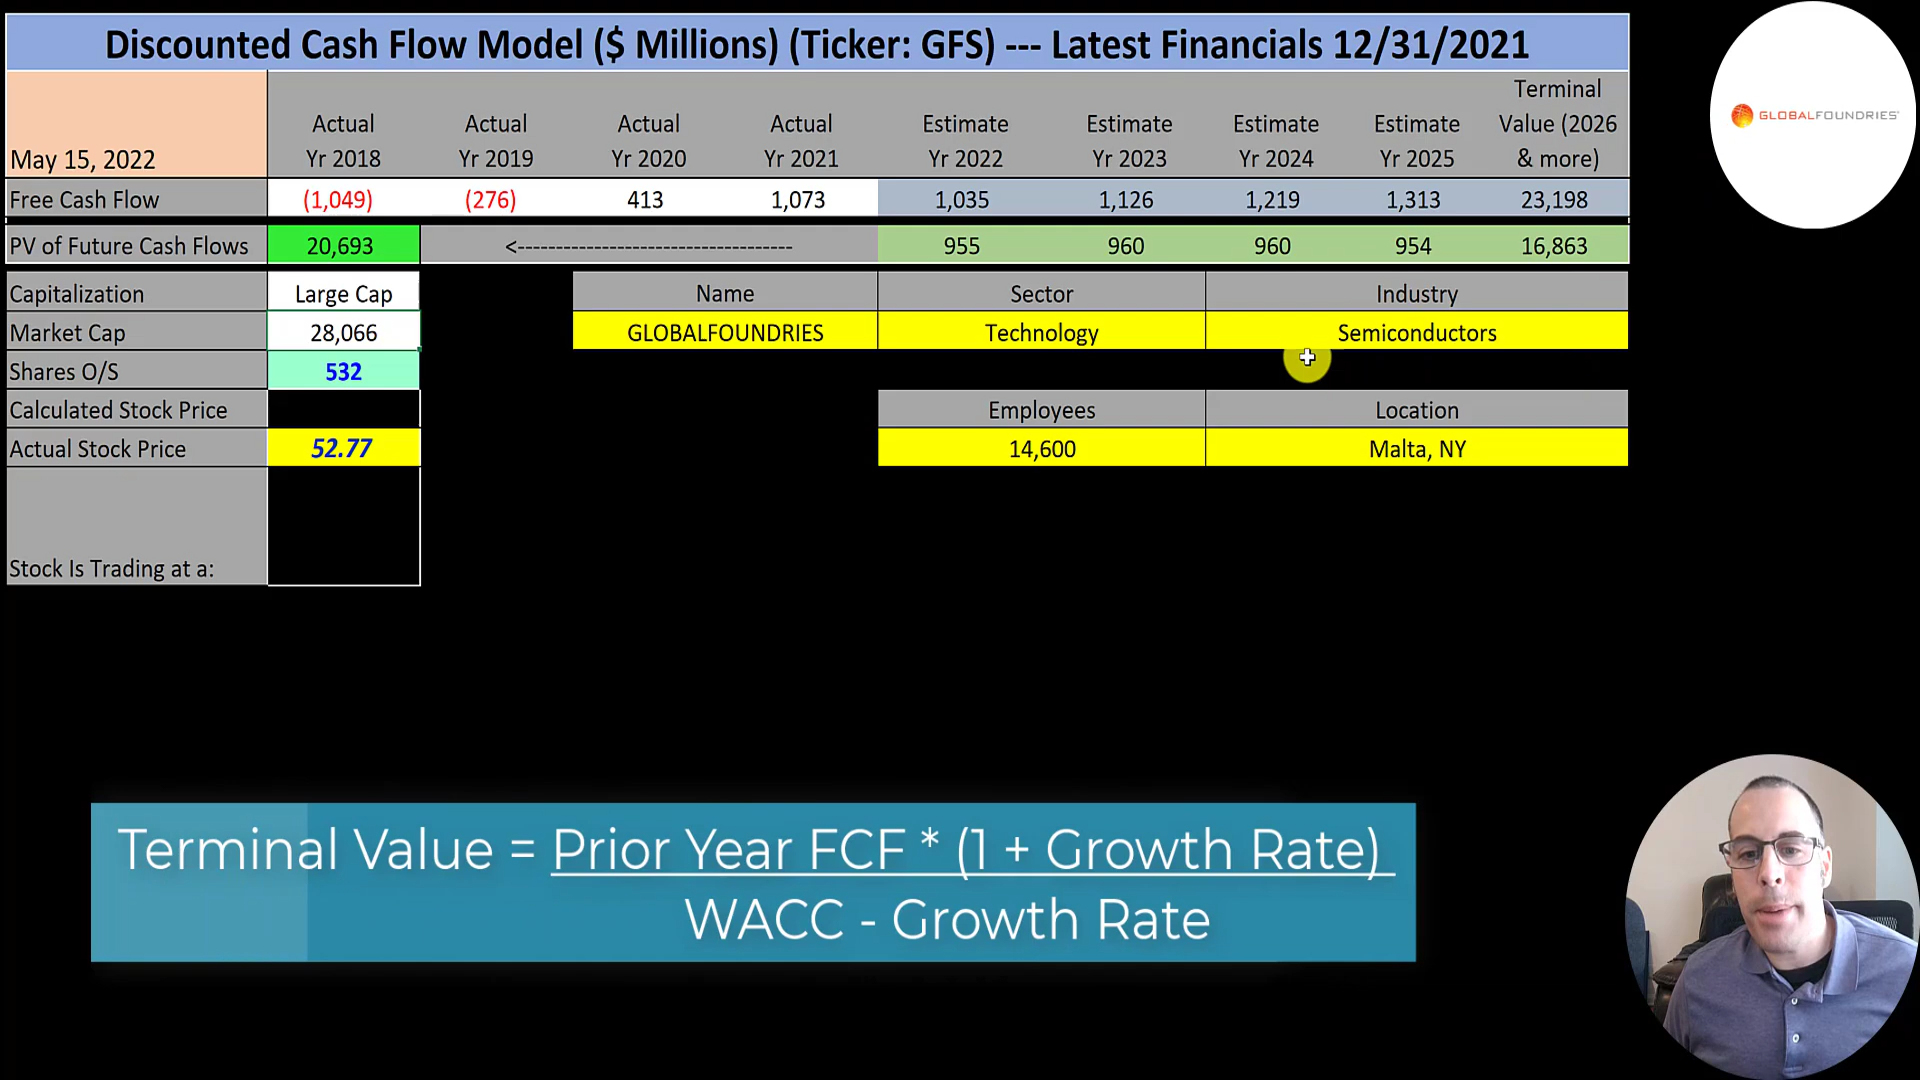 Discounted Cash Flow Model ($ Millions) (Ticker: GFS) --- Latest Financials 12/31/2021
GLOBALFOUNDRIES
May 15, 2022 Actual Yr 2018 Actual Yr 2019 Actual Yr 2020 Actual Yr 2021 Estimate Yr 2022 Estimate Yr 2023 Estimate Yr 2024 Estimate Yr 2025 Terminal Value (2026 & more)
Free Cash Flow (1,049) (276) 413 1,073 1,035 1,126 1,219 1,313 23,198
PV of Future Cash Flows 20,693 <------------------------------------ 955 960 960 954 16,863
Capitalization Large Cap Name Sector Industry
Market Cap 28,066 GLOBALFOUNDRIES Technology Semiconductors
Shares O/S 532
Calculated Stock Price Employees Location
Actual Stock Price 52.77 14,600 Malta, NY
Stock Is Trading at a:
Terminal Value = Prior Year FCF * (1 + Growth Rate)
WACC - Growth Rate